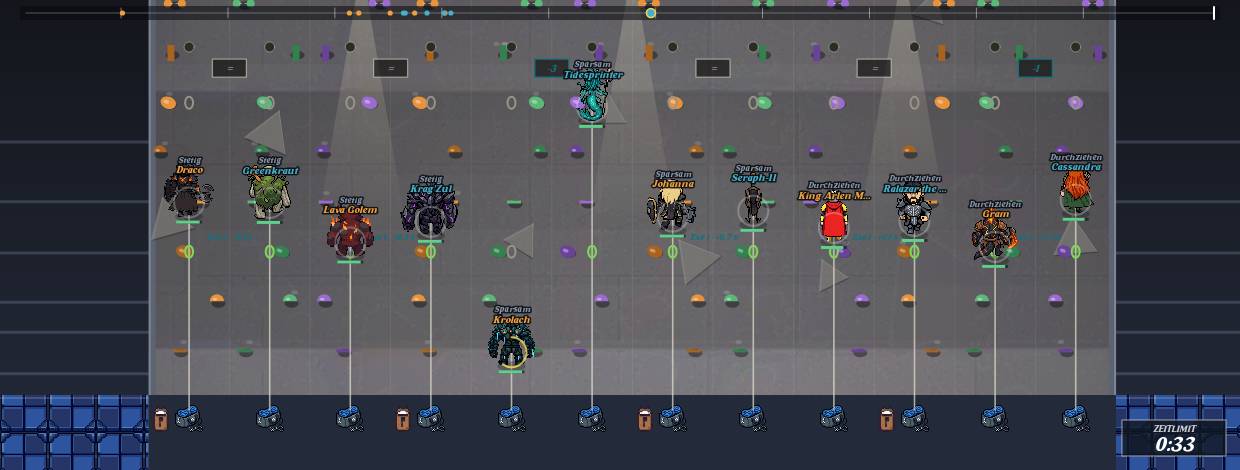 =
=
-3
=
=
-1
Sparsam
Tidesprinter
Stetig
Draco
Stetig
Greenkraut
Stetig
Lava Golem
Stetig
Krag'Zul
Sparsam
Johanna
Sparsam
Seraph-II
Durchziehen
King Arien M...
Durchziehen
Ralazar the ...
Durchziehen
Gram
Durchziehen
Cassandra
Sparsam
Krolach
P
P
P
P
ZEITLIMIT
0:33